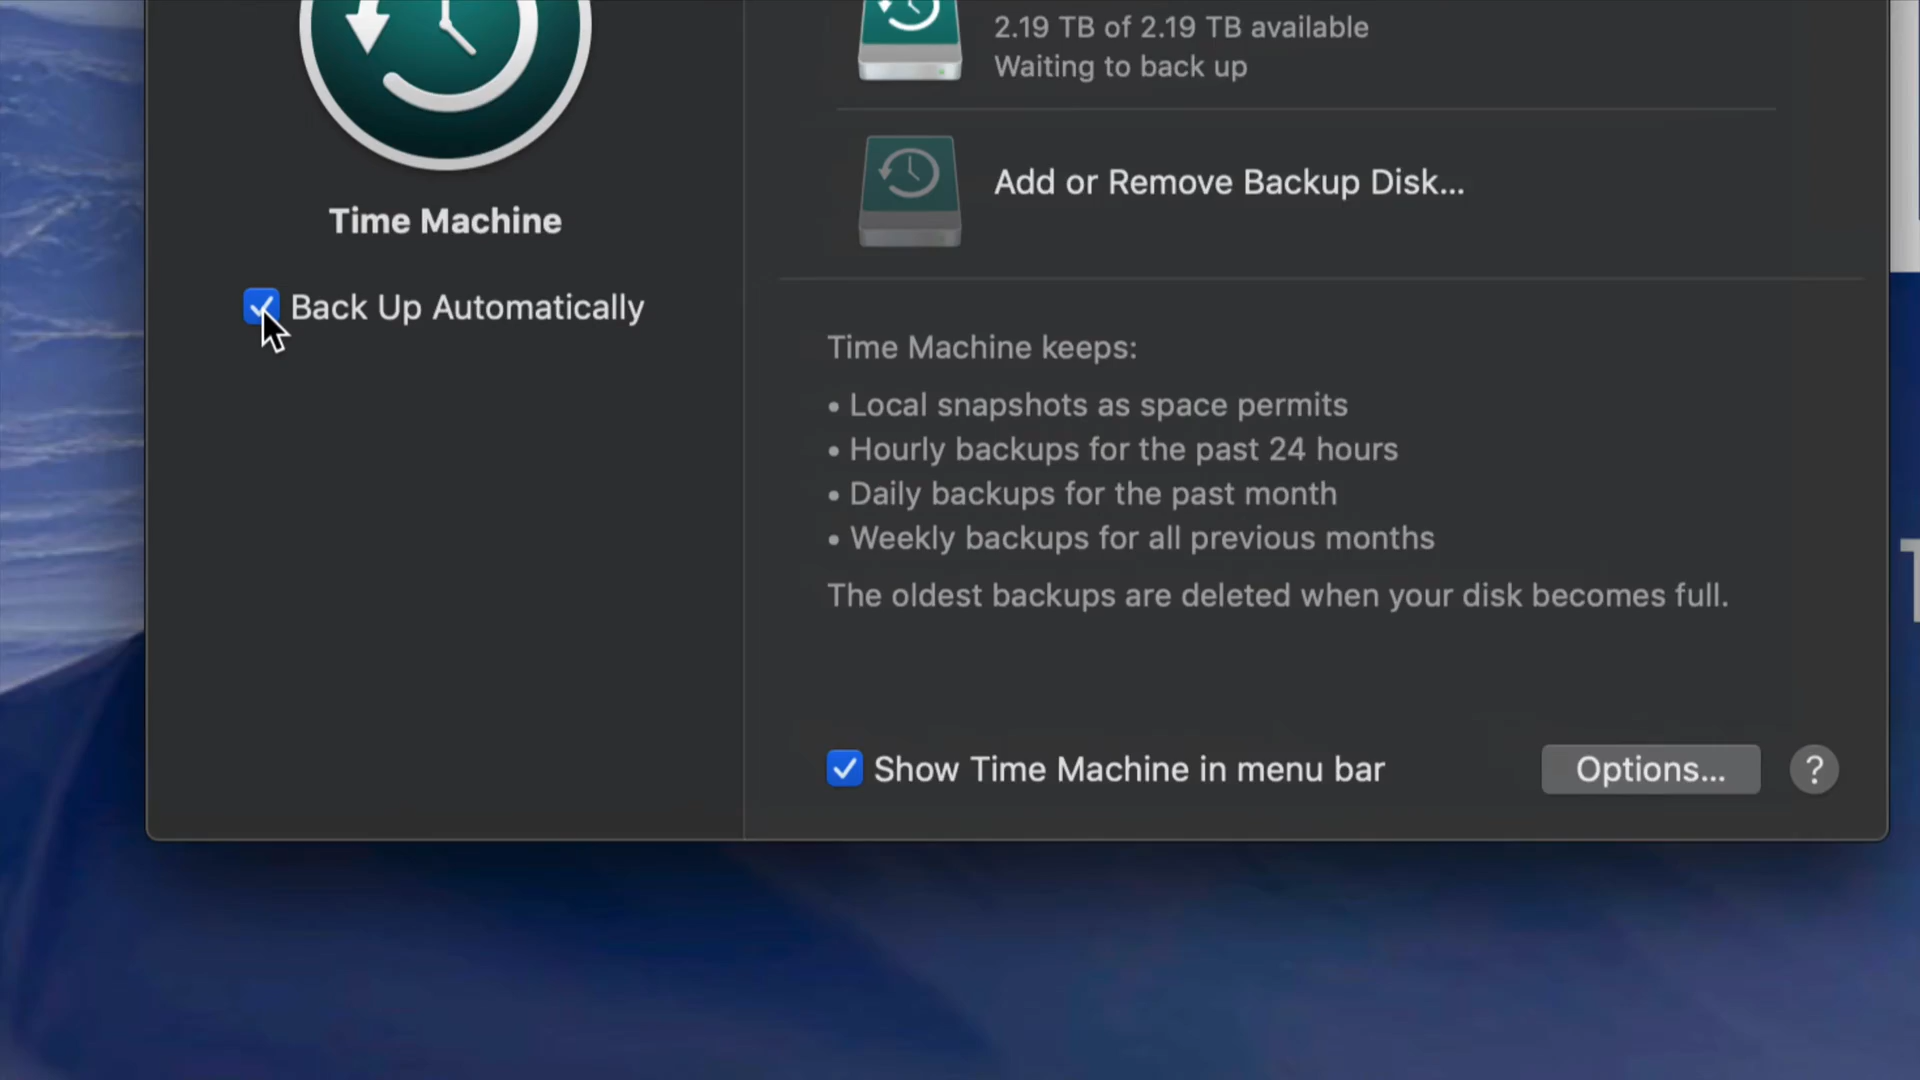 2.19 TB of 2.19 TB available
Waiting to back up
Add or Remove Backup Disk...
Time Machine
Back Up Automatically
Time Machine keeps:
• Local snapshots as space permits
• Hourly backups for the past 24 hours
• Daily backups for the past month
• Weekly backups for all previous months
The oldest backups are deleted when your disk becomes full.
Show Time Machine in menu bar
Options...
?